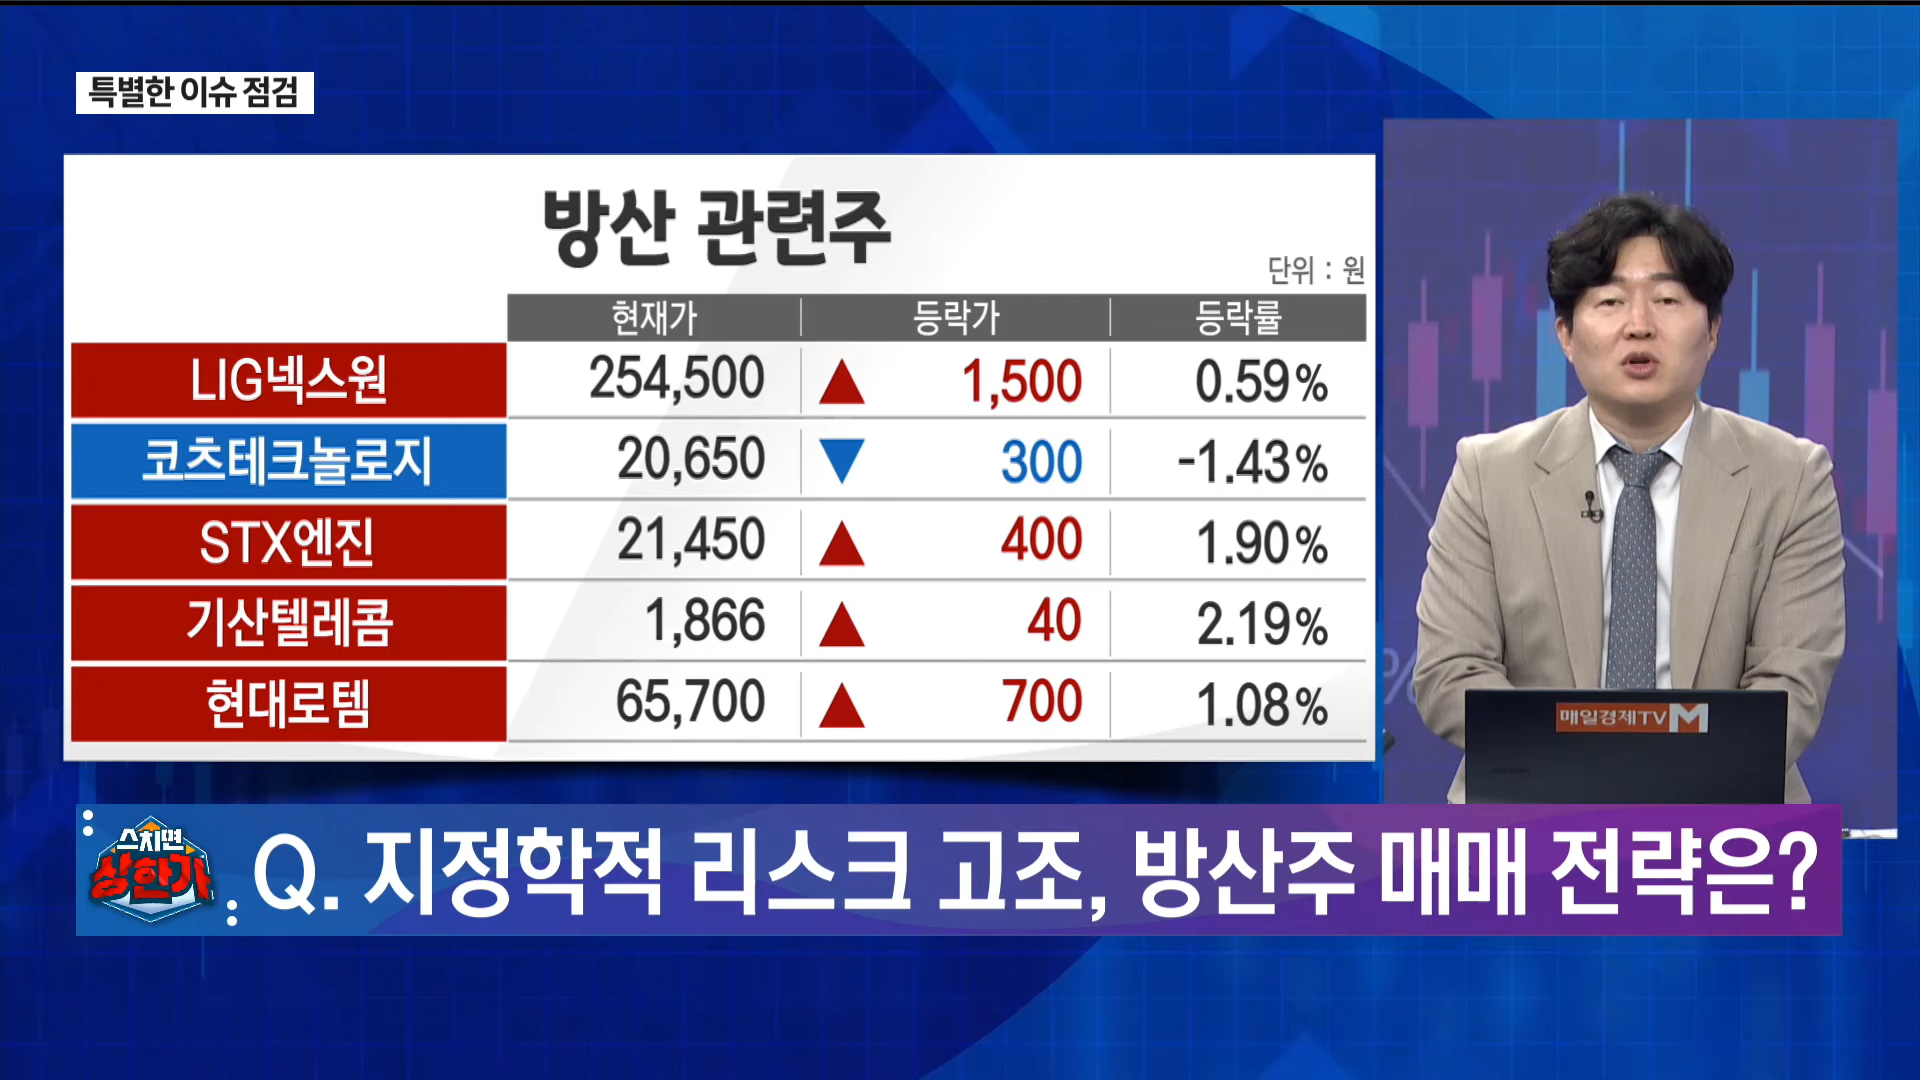 특별한 이슈 점검
방산 관련주
단위 : 원
현재가 등락가 등락률
LIG넥스원 254,500 ▲ 1,500 0.59%
코츠테크놀로지 20,650 ▼ 300 -1.43%
STX엔진 21,450 ▲ 400 1.90%
기산텔레콤 1,866 ▲ 40 2.19%
현대로템 65,700 ▲ 700 1.08%
매일경제TV M
스치면
상한가
Q. 지정학적 리스크 고조, 방산주 매매 전략은?